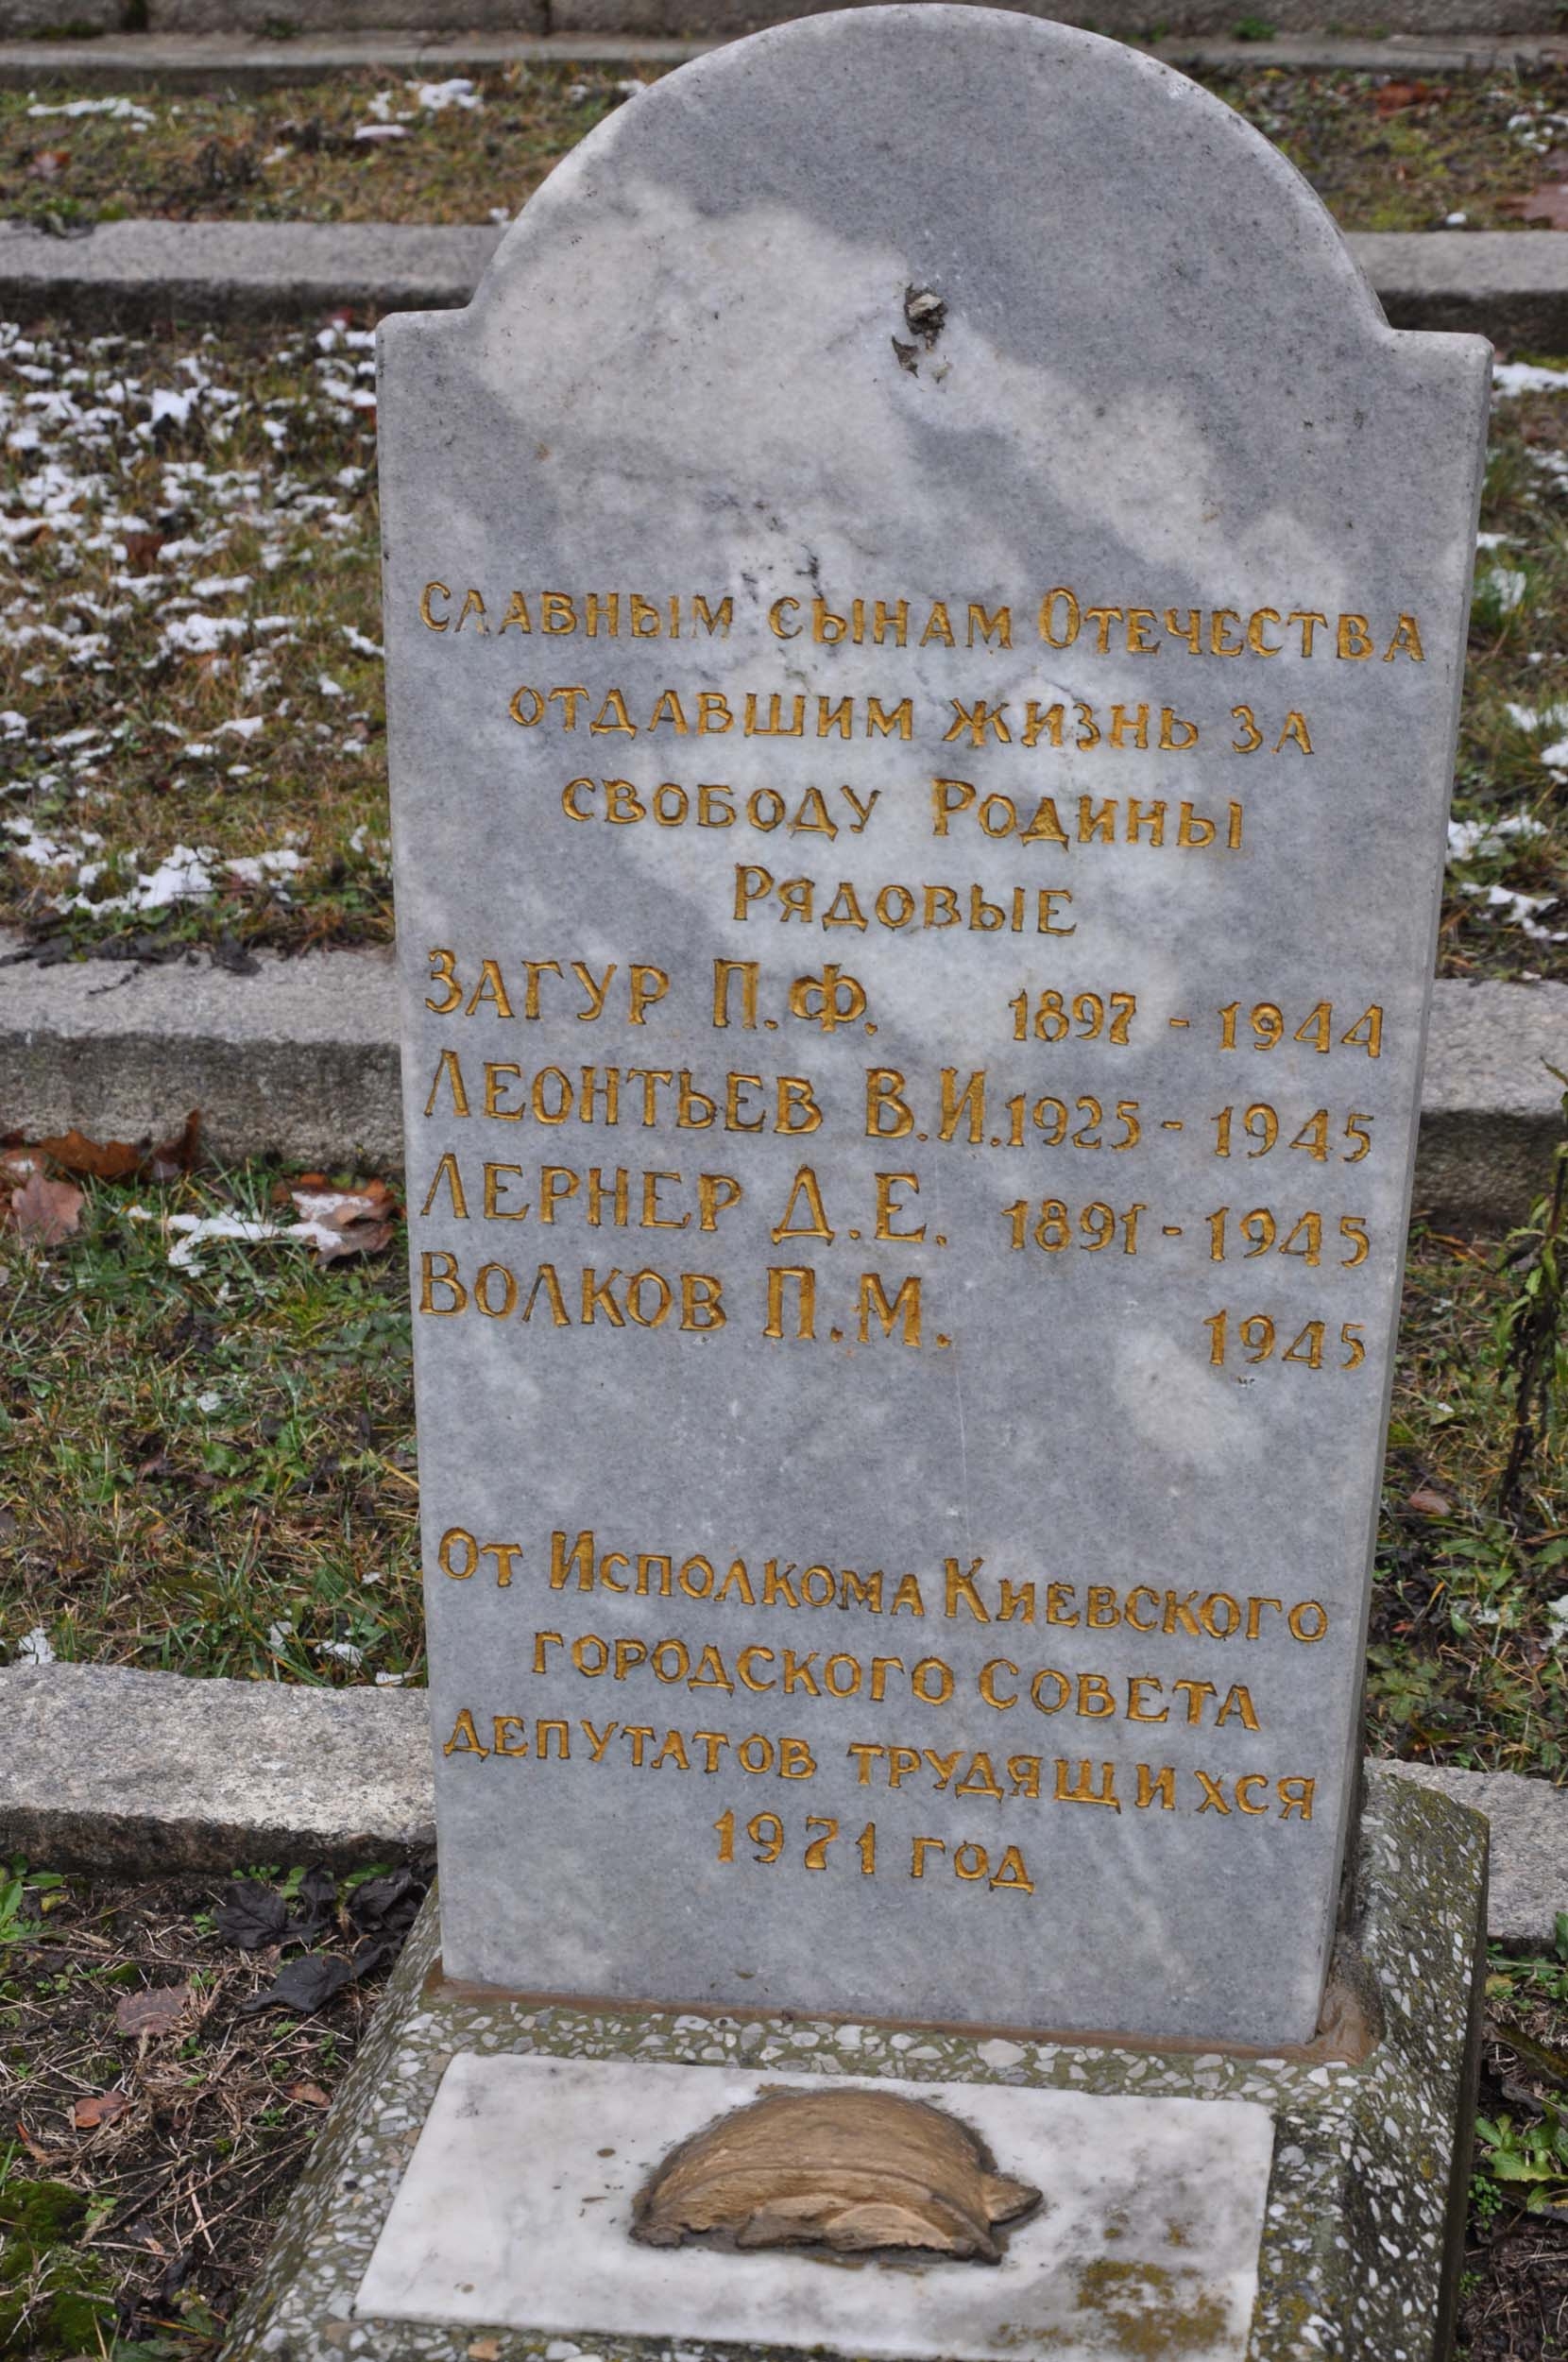 Славным сынам Отечества
отдавшим жизнь за
свободу Родины
Рядовые
Загур П.Ф. 1897 - 1944
Леонтьев В.И. 1925 - 1945
Лернер Д.Е. 1891 - 1945
Волков П.М. 1945
От Исполкома Киевского
городского совета
депутатов трудящихся
1971 год